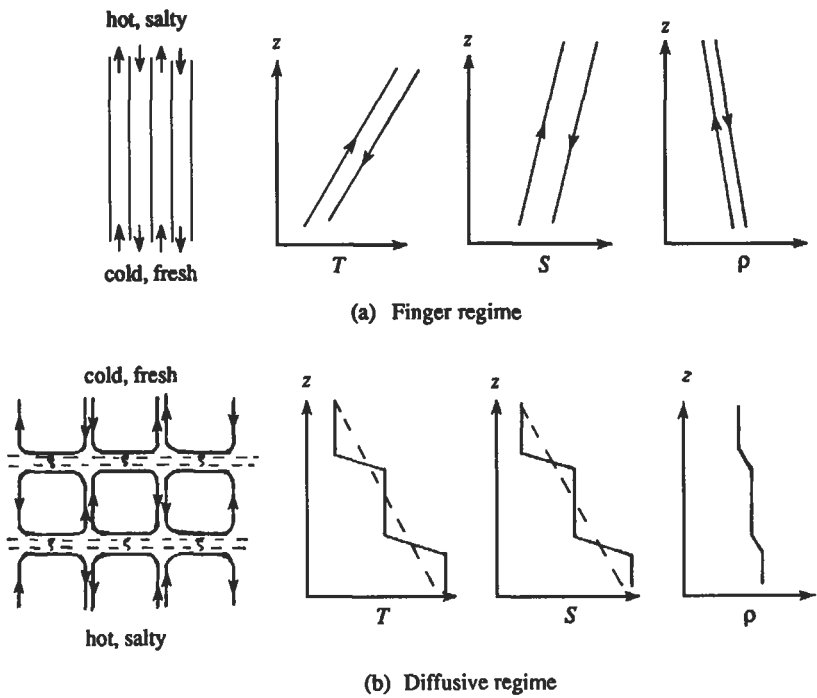 hot, salty
cold, fresh
z
T
z
S
z
ρ
(a) Finger regime
cold, fresh
hot, salty
z
T
z
S
z
ρ
(b) Diffusive regime